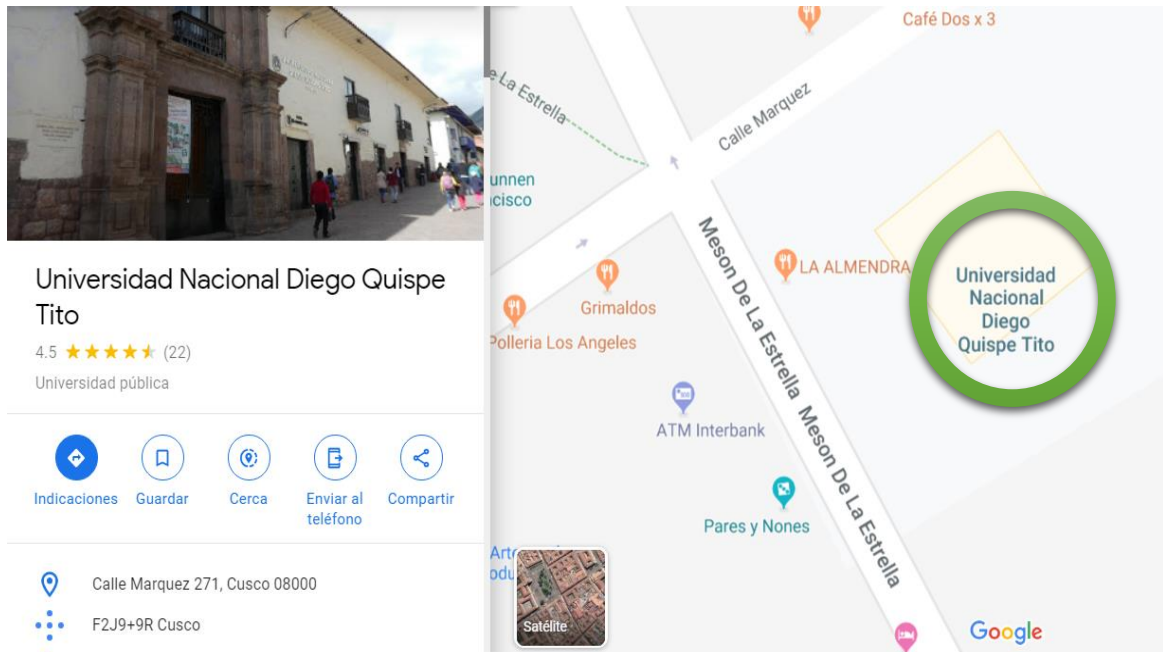 Universidad Nacional Diego Quispe
Tito
4.5 (22)
Universidad pública
Indicaciones
Guardar
Cerca
Enviar al
teléfono
Compartir
Calle Marquez 271, Cusco 08000
F2J9+9R Cusco
Café Dos x 3
e La Estrella
Calle Marquez
unnen
cisco
Meson De La Estrella
Meson De La Estrella
LA ALMENDRA
Universidad
Nacional
Diego
Quispe Tito
Grimaldos
Polleria Los Angeles
ATM Interbank
Pares y Nones
Arte
odu
Satélite
Google